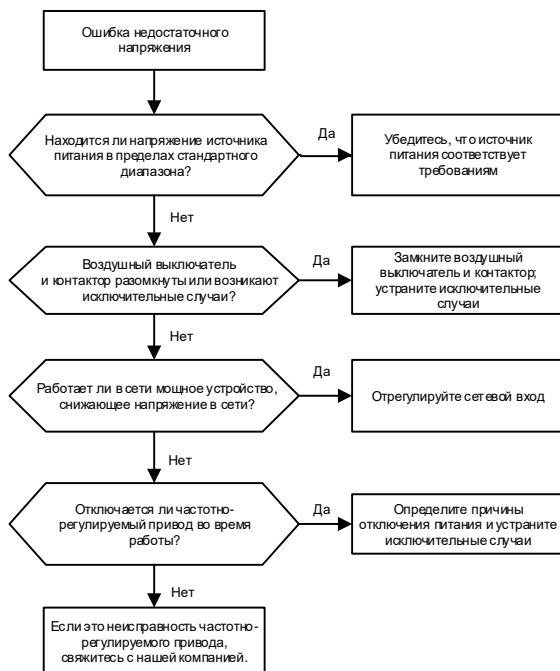 Ошибка недостаточного
напряжения
Находится ли напряжение источника
питания в пределах стандартного
диапазона?
Да
Убедитесь, что источник
питания соответствует
требованиям
Нет
Воздушный выключатель
и контактор разомкнуты или возникают
исключительные случаи?
Да
Замкните воздушный
выключатель и контактор;
устраните исключительные
случаи
Нет
Работает ли в сети мощное устройство,
снижающее напряжение в сети?
Да
Отрегулируйте сетевой вход
Нет
Отключается ли частотно-
регулируемый привод во время
работы?
Да
Определите причины
отключения питания и устраните
исключительные случаи
Нет
Если это неисправность частотно-
регулируемого привода,
свяжитесь с нашей компанией.